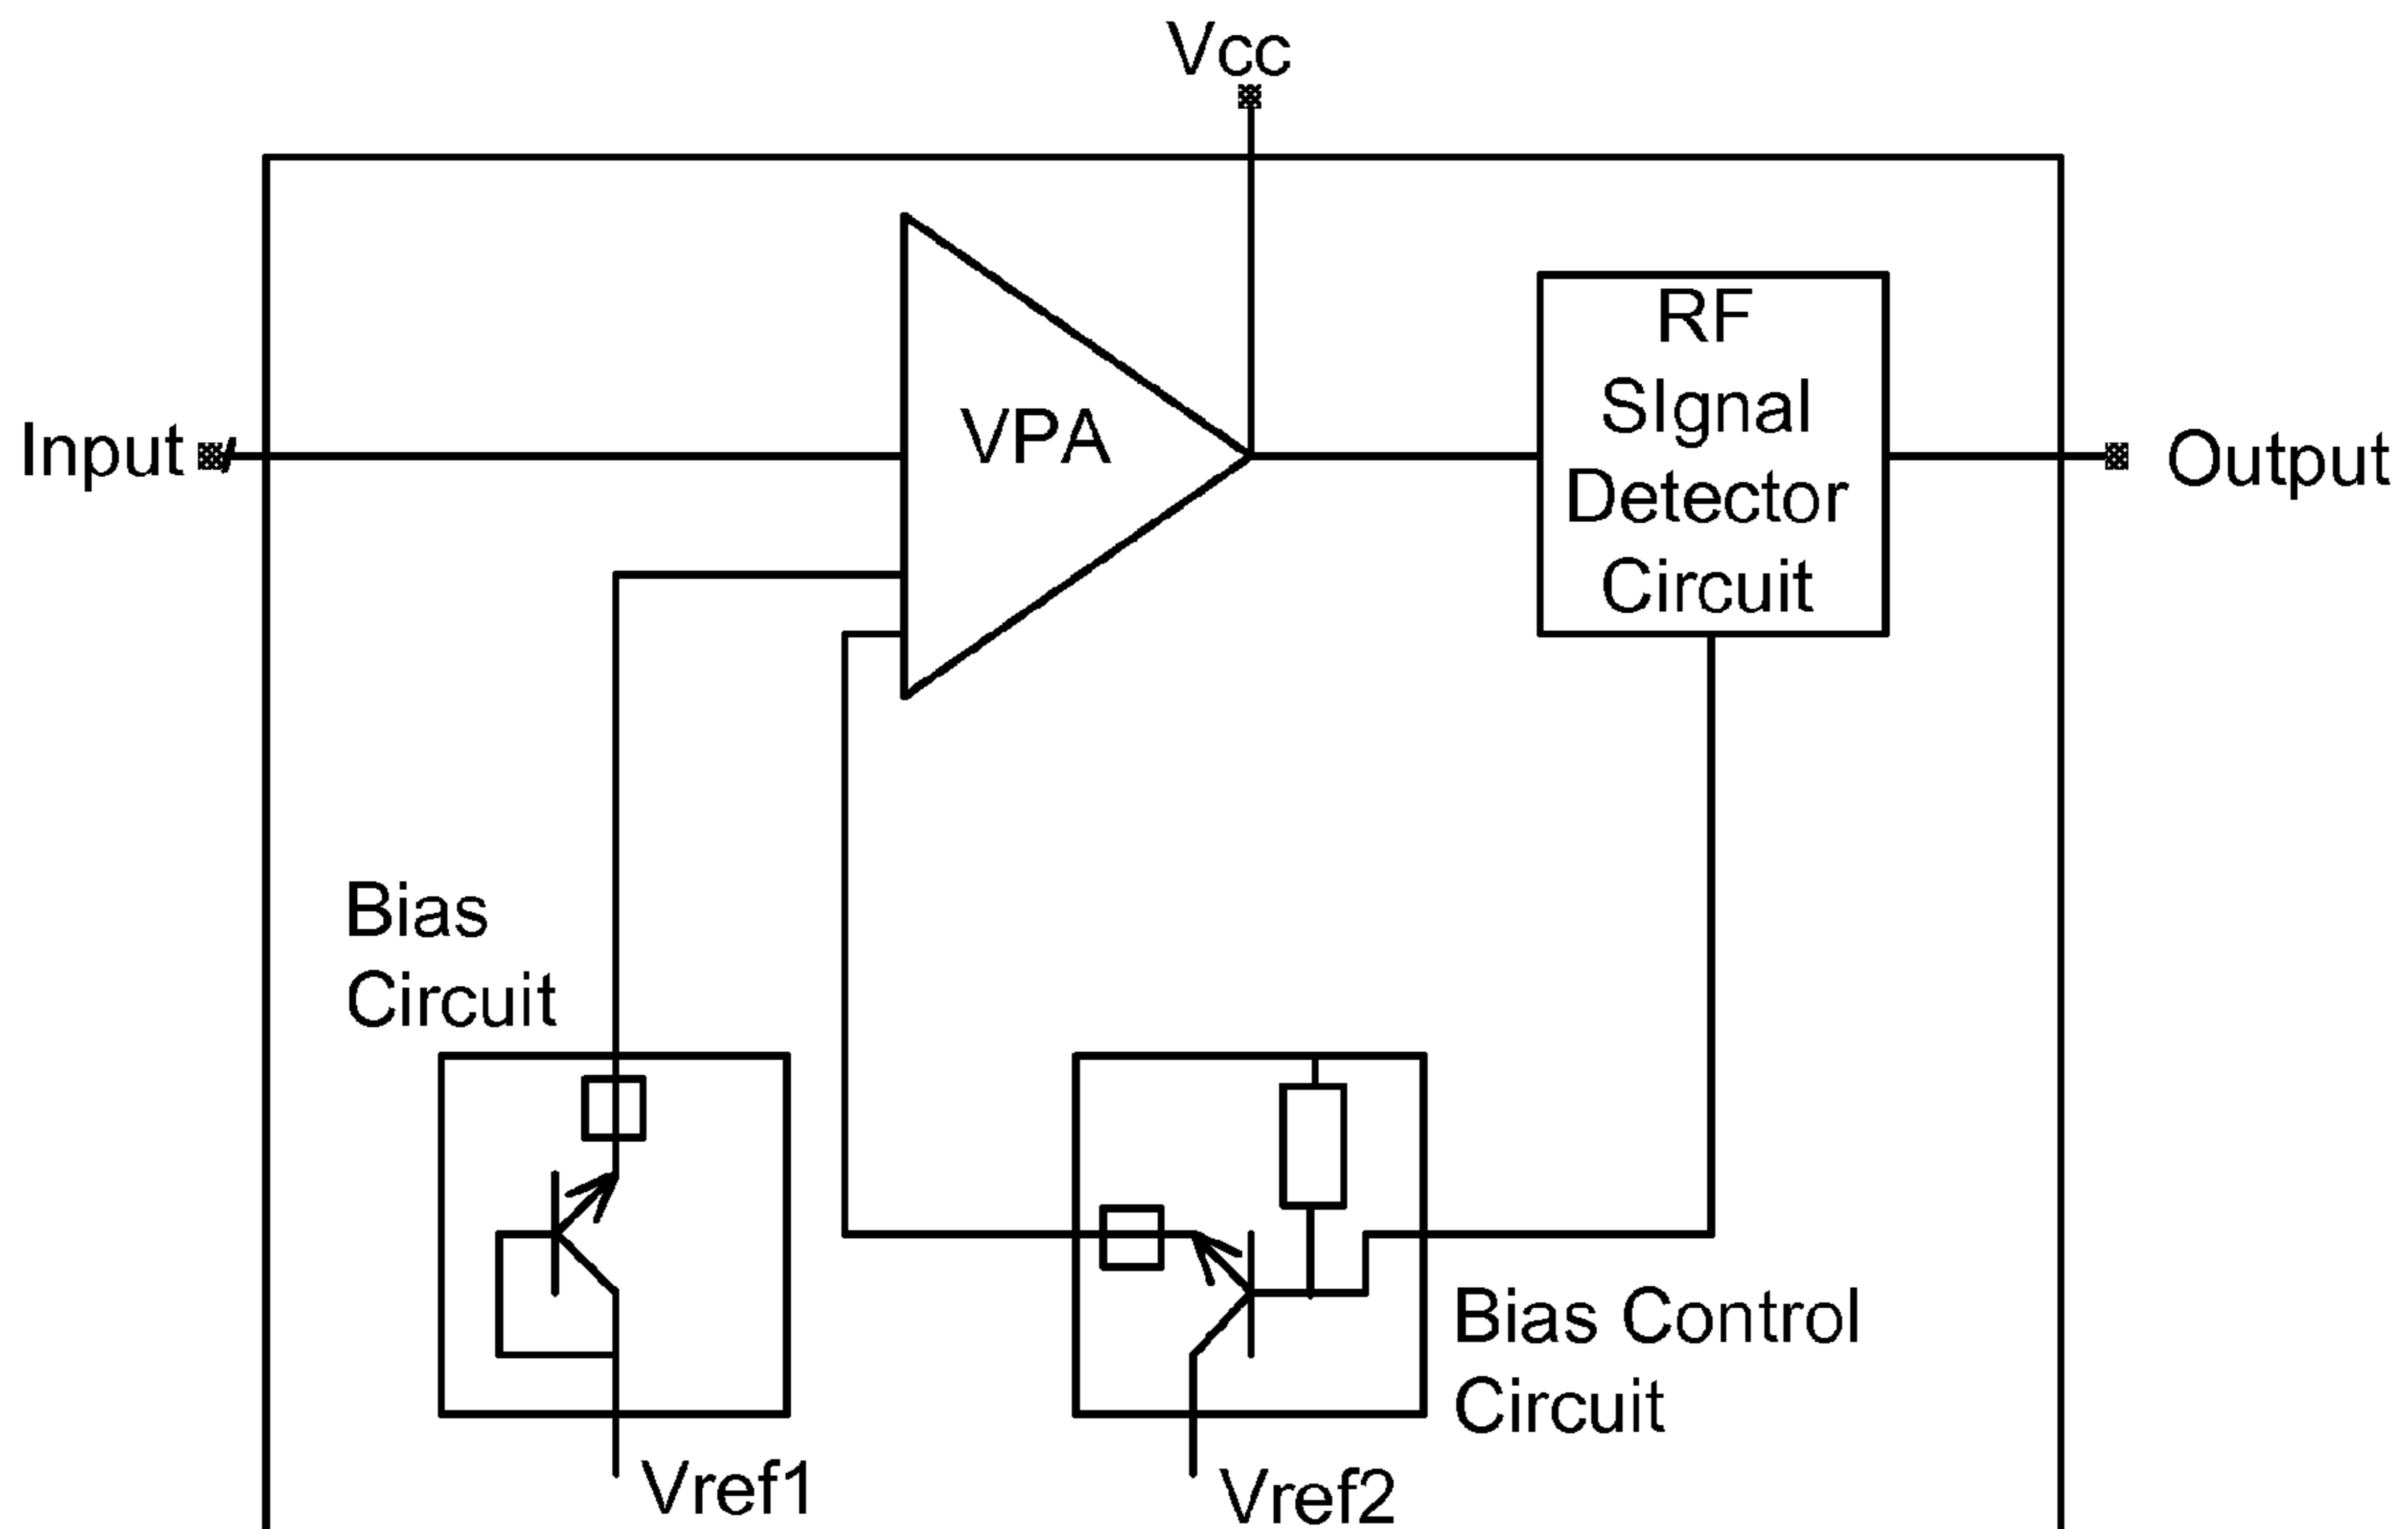 Vcc
Input
VPA
RF
SIgnal
Detector
Circuit
Output
Bias
Circuit
Bias Control
Circuit
Vref1
Vref2